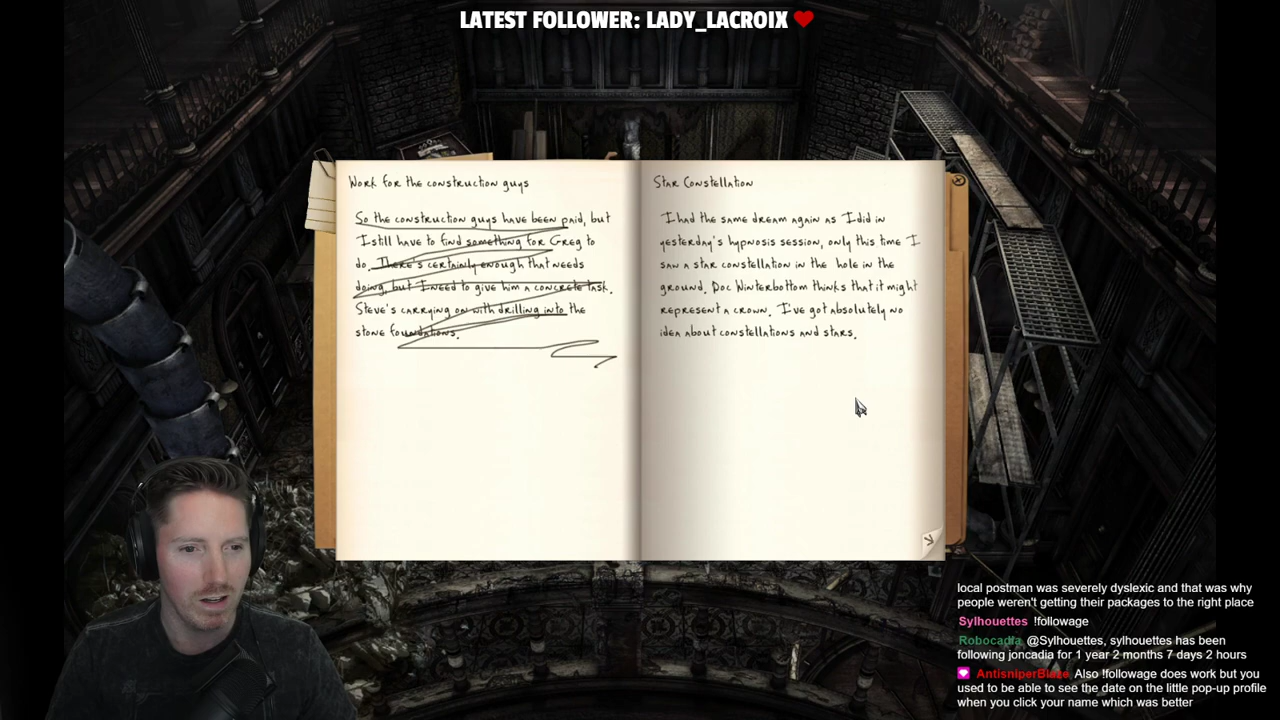 LATEST FOLLOWER: LADY_LACROIX
Work for the construction guys
So the construction guys have been paid, but
I still have to find something for Greg to
do. There's certainly enough that needs
doing, but I need to give him a concrete task.
Steve's carrying on with drilling into the
stone foundations.
Star Constellation
I had the same dream again as I did in
yesterday's hypnosis session, only this time I
saw a star constellation in the hole in the
ground. Doc Winterbottom thinks that it might
represent a crown. I've got absolutely no
idea about constellations and stars.
local postman was severely dyslexic and that was why
people weren't getting their packages to the right place
Sylhouettes !followage
Robocadia @Sylhouettes, sylhouettes has been
following joncadia for 1 year 2 months 7 days 2 hours
AntisniperBlaze Also !followage does work but you
used to be able to see the date on the little pop-up profile
when you click your name which was better